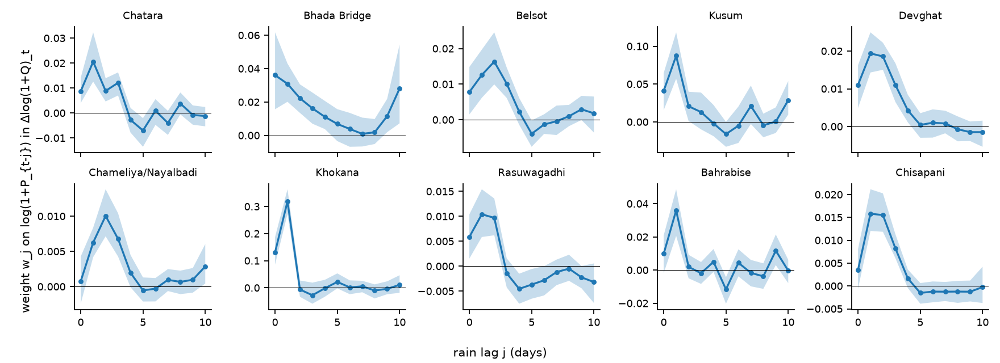 Chatara
Bhada Bridge
Belsot
Kusum
Devghat
0.03
0.02
0.01
0.00
−0.01
0.06
0.04
0.02
0.00
0.02
0.01
0.00
0.10
0.05
0.00
0.02
0.01
0.00
weight w_j on log(1+P_{t-j}) in Δlog(1+Q)_t
Chameliya/Nayalbadi
Khokana
Rasuwagadhi
Bahrabise
Chisapani
0.010
0.005
0.000
0.3
0.2
0.1
0.0
0.015
0.010
0.005
0.000
−0.005
0.04
0.02
0.00
−0.02
0.020
0.015
0.010
0.005
0.000
−0.005
0 5 10
0 5 10
0 5 10
0 5 10
0 5 10
rain lag j (days)